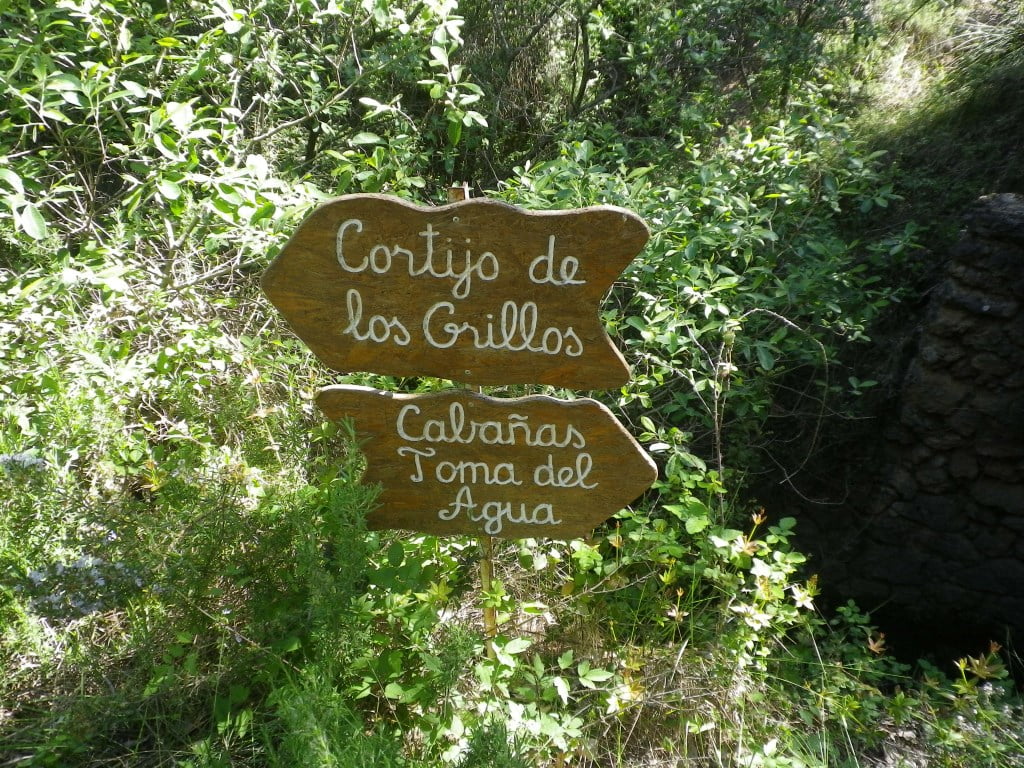 Cortijo de
los Grillos
Cabañas
Toma del
Agua